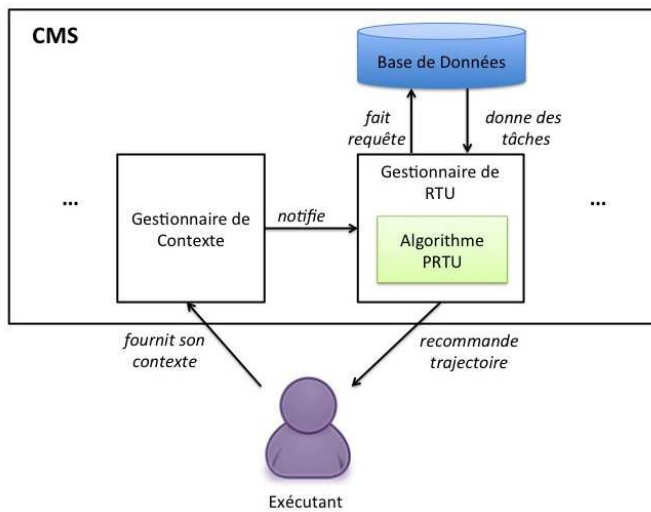 CMS
Base de Données
fait
requête
donne des
tâches
...
Gestionnaire de
Contexte
notifie
Gestionnaire de
RTU
Algorithme
PRTU
...
fournit son
contexte
recommande
trajectoire
Exécutant